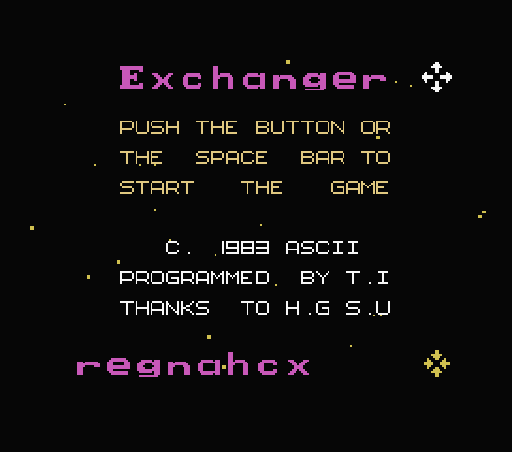 Exchanger
PUSH THE BUTTON OR
THE SPACE BAR TO
START THE GAME
C. 1983 ASCII
PROGRAMMED BY T.I
THANKS TO H.G S.U
regnahcx